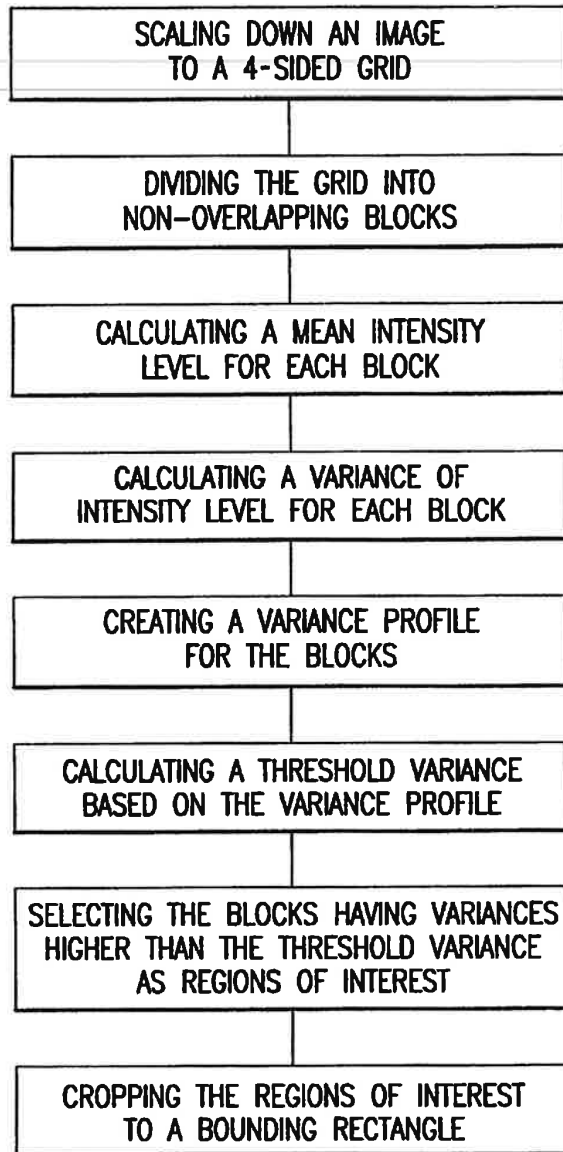 SCALING DOWN AN IMAGE
TO A 4-SIDED GRID
DIVIDING THE GRID INTO
NON-OVERLAPPING BLOCKS
CALCULATING A MEAN INTENSITY
LEVEL FOR EACH BLOCK
CALCULATING A VARIANCE OF
INTENSITY LEVEL FOR EACH BLOCK
CREATING A VARIANCE PROFILE
FOR THE BLOCKS
CALCULATING A THRESHOLD VARIANCE
BASED ON THE VARIANCE PROFILE
SELECTING THE BLOCKS HAVING VARIANCES
HIGHER THAN THE THRESHOLD VARIANCE
AS REGIONS OF INTEREST
CROPPING THE REGIONS OF INTEREST
TO A BOUNDING RECTANGLE